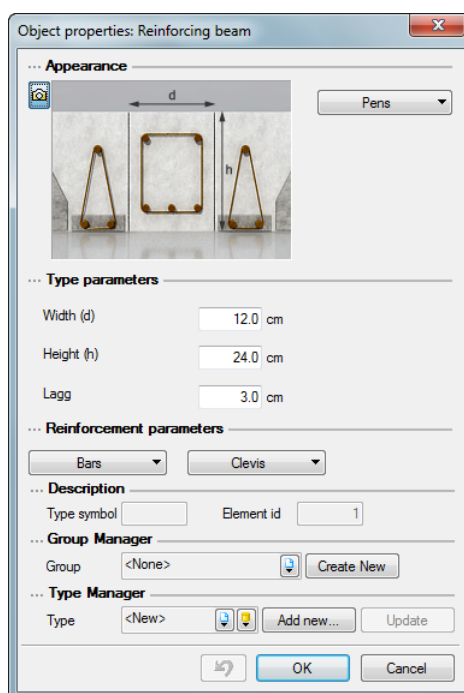 Object properties: Reinforcing beam
Appearance
d
h
Pens
Type parameters
Width (d) 12.0 cm
Height (h) 24.0 cm
Lagg 3.0 cm
Reinforcement parameters
Bars Clevis
Description
Type symbol Element id 1
Group Manager
Group <None> Create New
Type Manager
Type <New> Add new... Update
OK Cancel